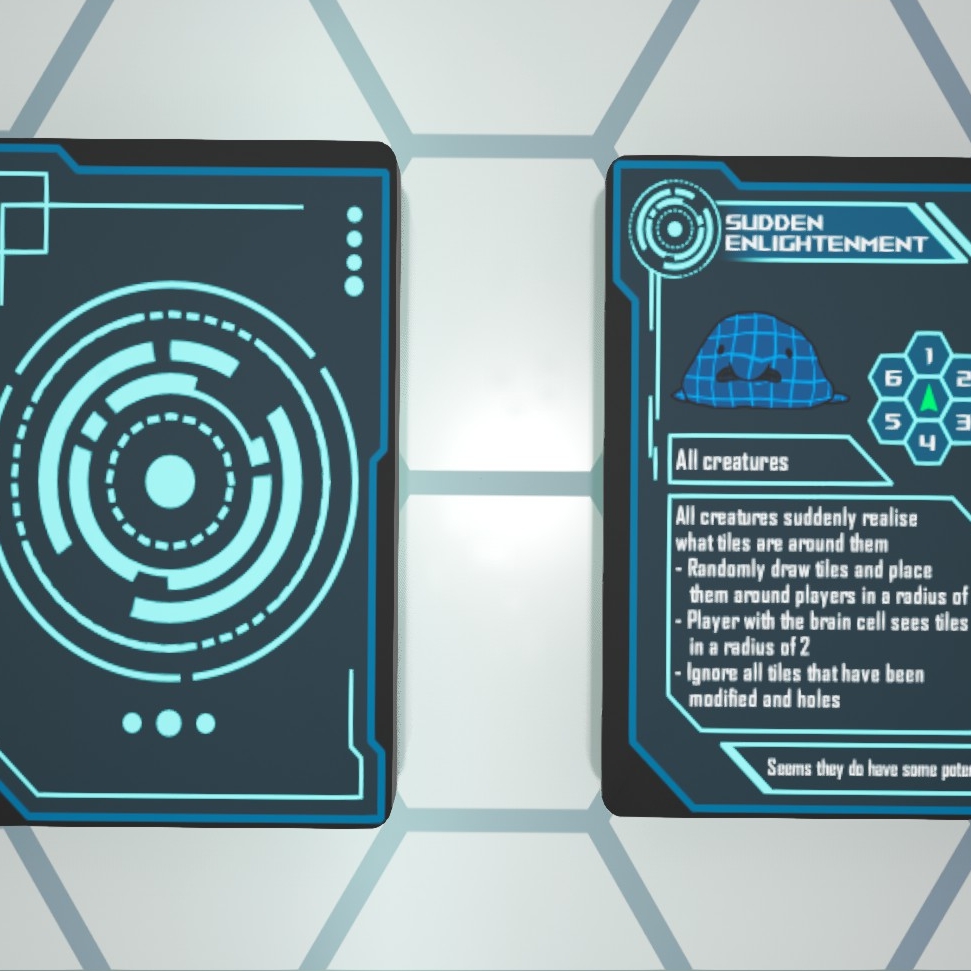 SUDDEN
ENLIGHTENMENT
1
6 2
5 3
4
All creatures
All creatures suddenly realise
what tiles are around them
- Randomly draw tiles and place
them around players in a radius of
- Player with the brain cell sees tiles
in a radius of 2
- Ignore all tiles that have been
modified and holes
Seems they do have some